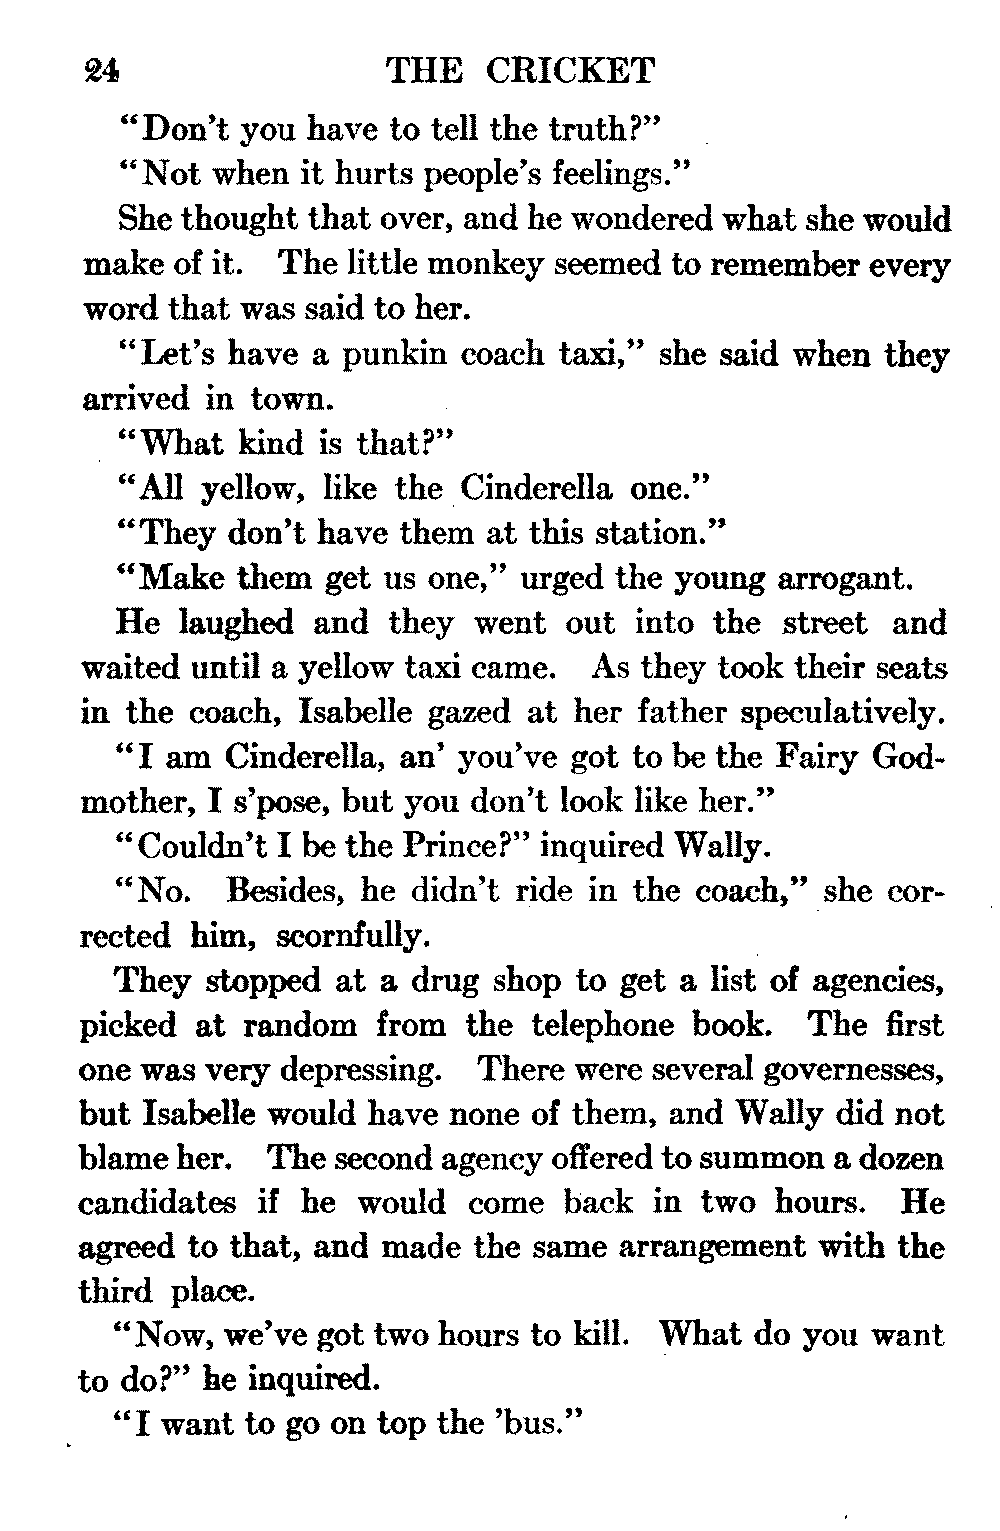 24 THE CRICKET
“Don't you have to tell the truth?”
“Not when it hurts people's feelings.”
She thought that over, and he wondered what she would
make of it. The little monkey seemed to remember every
word that was said to her.
“Let's have a punkin coach taxi,” she said when they
arrived in town.
“What kind is that?”
“All yellow, like the Cinderella one.”
“They don't have them at this station.”
“Make them get us one,” urged the young arrogant.
He laughed and they went out into the street and
waited until a yellow taxi came. As they took their seats
in the coach, Isabelle gazed at her father speculatively.
“I am Cinderella, an' you've got to be the Fairy God-
mother, I s'pose, but you don't look like her.”
“Couldn't I be the Prince?” inquired Wally.
“No. Besides, he didn't ride in the coach,” she cor-
rected him, scornfully.
They stopped at a drug shop to get a list of agencies,
picked at random from the telephone book. The first
one was very depressing. There were several governesses,
but Isabelle would have none of them, and Wally did not
blame her. The second agency offered to summon a dozen
candidates if he would come back in two hours. He
agreed to that, and made the same arrangement with the
third place.
“Now, we've got two hours to kill. What do you want
to do?” he inquired.
“I want to go on top the 'bus.”